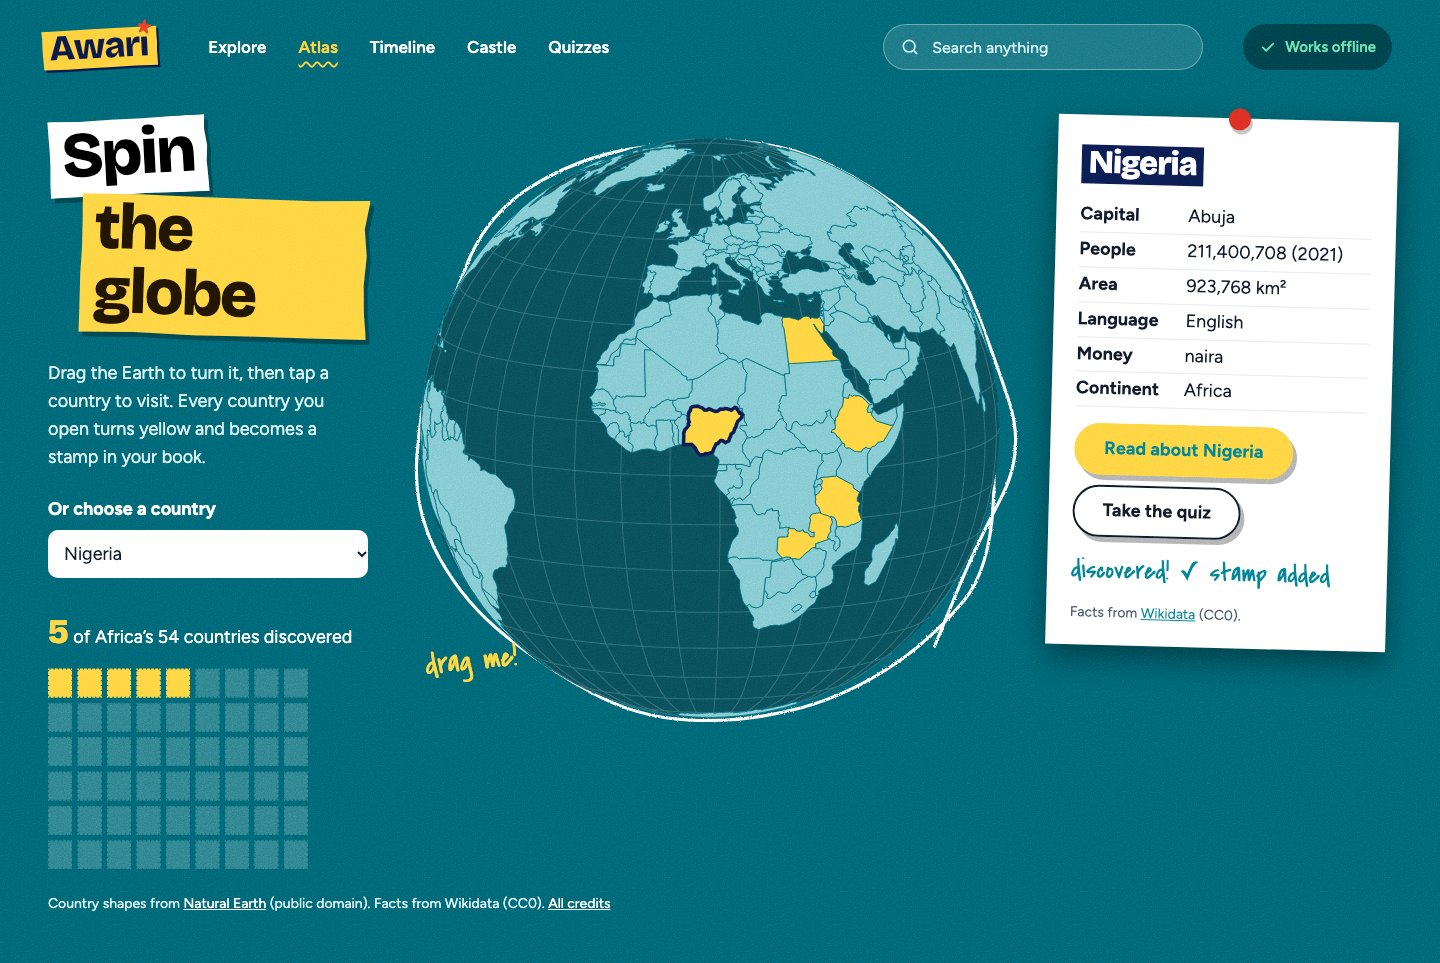 Awari
Explore
Atlas
Timeline
Castle
Quizzes
Search anything
Works offline
Spin
the
globe
Drag the Earth to turn it, then tap a
country to visit. Every country you
open turns yellow and becomes a
stamp in your book.
Or choose a country
Nigeria
5 of Africa’s 54 countries discovered
drag me!
Nigeria
Capital Abuja
People 211,400,708 (2021)
Area 923,768 km²
Language English
Money naira
Continent Africa
Read about Nigeria
Take the quiz
discovered! ✓ stamp added
Facts from Wikidata (CC0).
Country shapes from Natural Earth (public domain). Facts from Wikidata (CC0). All credits